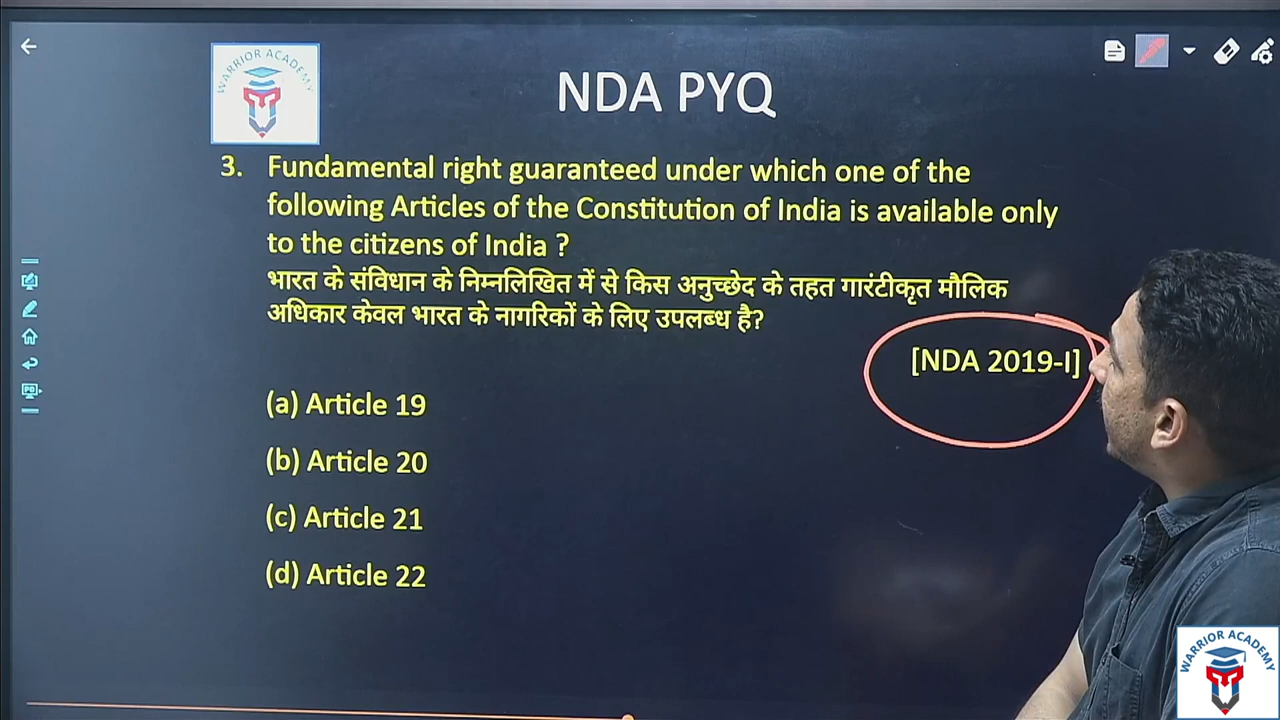 WARRIOR ACADEMY
NDA PYQ
3. Fundamental right guaranteed under which one of the
following Articles of the Constitution of India is available only
to the citizens of India ?
भारत के संविधान के निम्नलिखित में से किस अनुच्छेद के तहत गारंटीकृत मौलिक
अधिकार केवल भारत के नागरिकों के लिए उपलब्ध है?
[NDA 2019-I]
(a) Article 19
(b) Article 20
(c) Article 21
(d) Article 22
WARRIOR ACADEMY